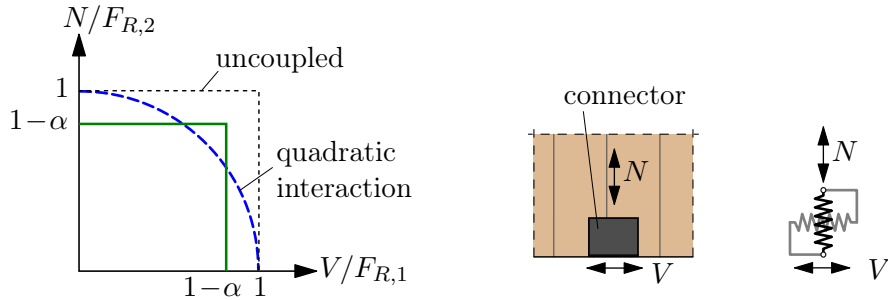 N/F_{R,2}
uncoupled
1
1−α
quadratic
interaction
V/F_{R,1}
1−α 1
connector
N
V
N
V